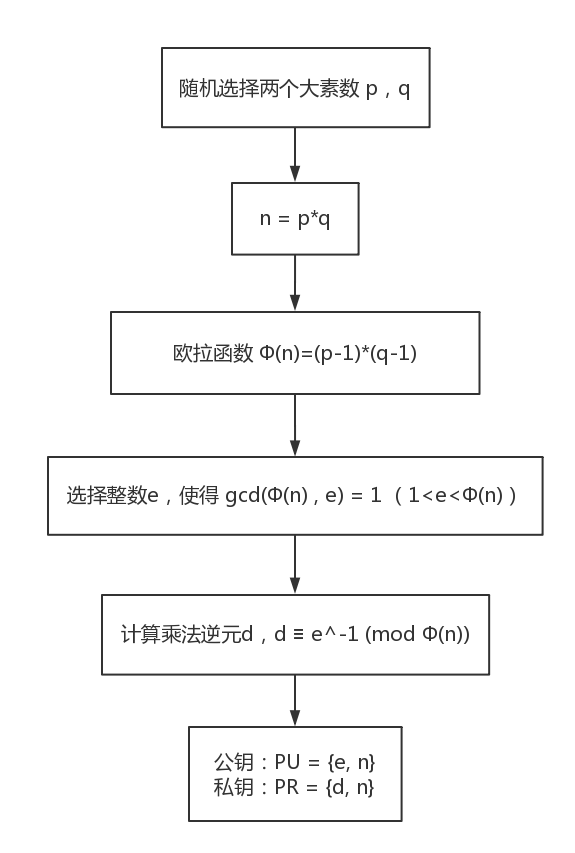 随机选择两个大素数 p，q
n = p*q
欧拉函数 Φ(n)=(p-1)*(q-1)
选择整数e，使得 gcd(Φ(n) , e) = 1 （1<e<Φ(n)）
计算乘法逆元d，d ≡ e^-1 (mod Φ(n))
公钥：PU = {e, n}
私钥：PR = {d, n}